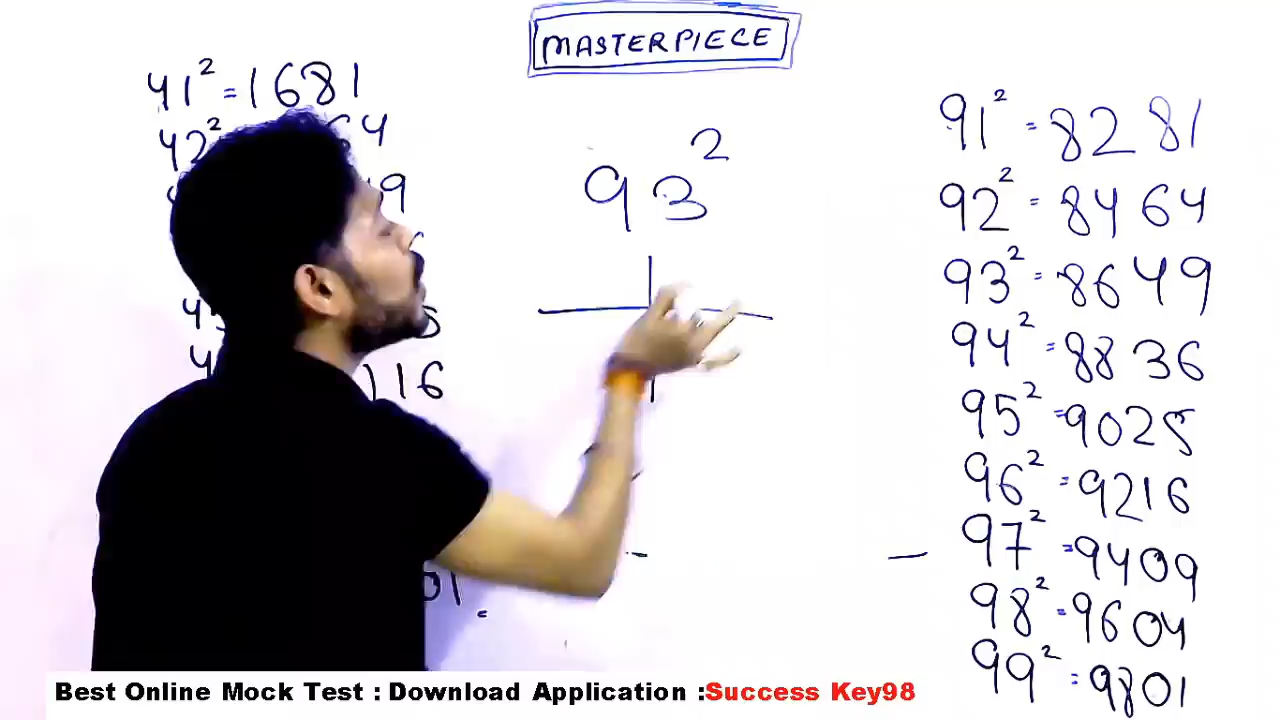 MASTERPIECE
41² = 1681
93²
91² = 8281
92² = 8464
93² = 8649
94² = 8836
95² = 9025
96² = 9216
97² = 9409
98² = 9604
99² = 9801
Best Online Mock Test : Download Application :Success Key98